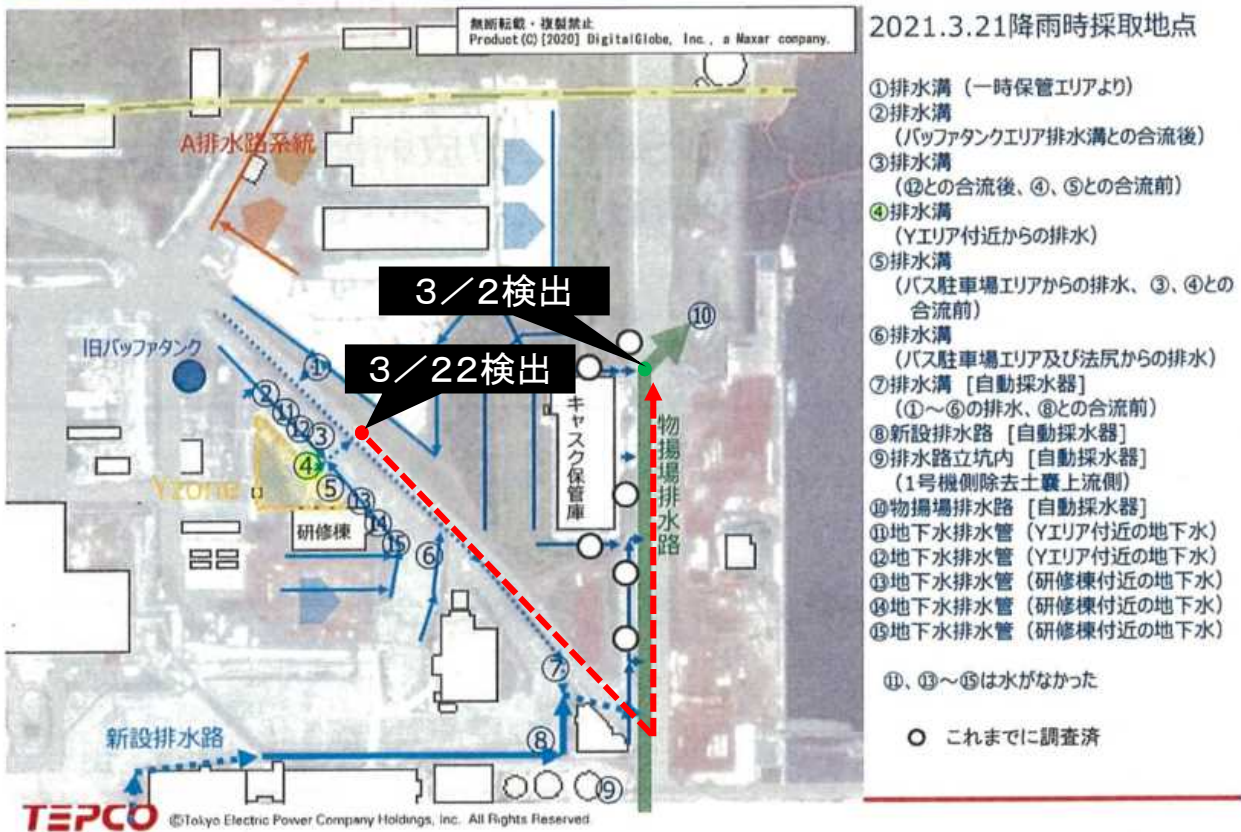 無断転載・複製禁止
Product(C)[2020] DigitalGlobe, Inc., a Maxar company.
A排水路系統
3／2検出
⑩
旧バッファタンク
①
3／22検出
②
⑪
⑫
③
④
⑤
⑬
⑭
⑮
⑥
Yzone
研修棟
キャスク保管庫
物揚場排水路
⑦
新設排水路
⑧
⑨
TEPCO ©Tokyo Electric Power Company Holdings, Inc. All Rights Reserved.
2021.3.21降雨時採取地点
①排水溝（一時保管エリアより）
②排水溝
（バッファタンクエリア排水溝との合流後）
③排水溝
（⑫との合流後、④、⑤との合流前）
④排水溝
（Yエリア付近からの排水）
⑤排水溝
（バス駐車場エリアからの排水、③、④との
合流前）
⑥排水溝
（バス駐車場エリア及び法尻からの排水）
⑦排水溝 [自動採水器]
（①～⑥の排水、⑧との合流前）
⑧新設排水路 [自動採水器]
⑨排水路立坑内 [自動採水器]
（1号機側除去土嚢上流側）
⑩物揚場排水路 [自動採水器]
⑪地下水排水管（Yエリア付近の地下水）
⑫地下水排水管（Yエリア付近の地下水）
⑬地下水排水管（研修棟付近の地下水）
⑭地下水排水管（研修棟付近の地下水）
⑮地下水排水管（研修棟付近の地下水）
⑪、⑬～⑮は水がなかった
○ これまでに調査済